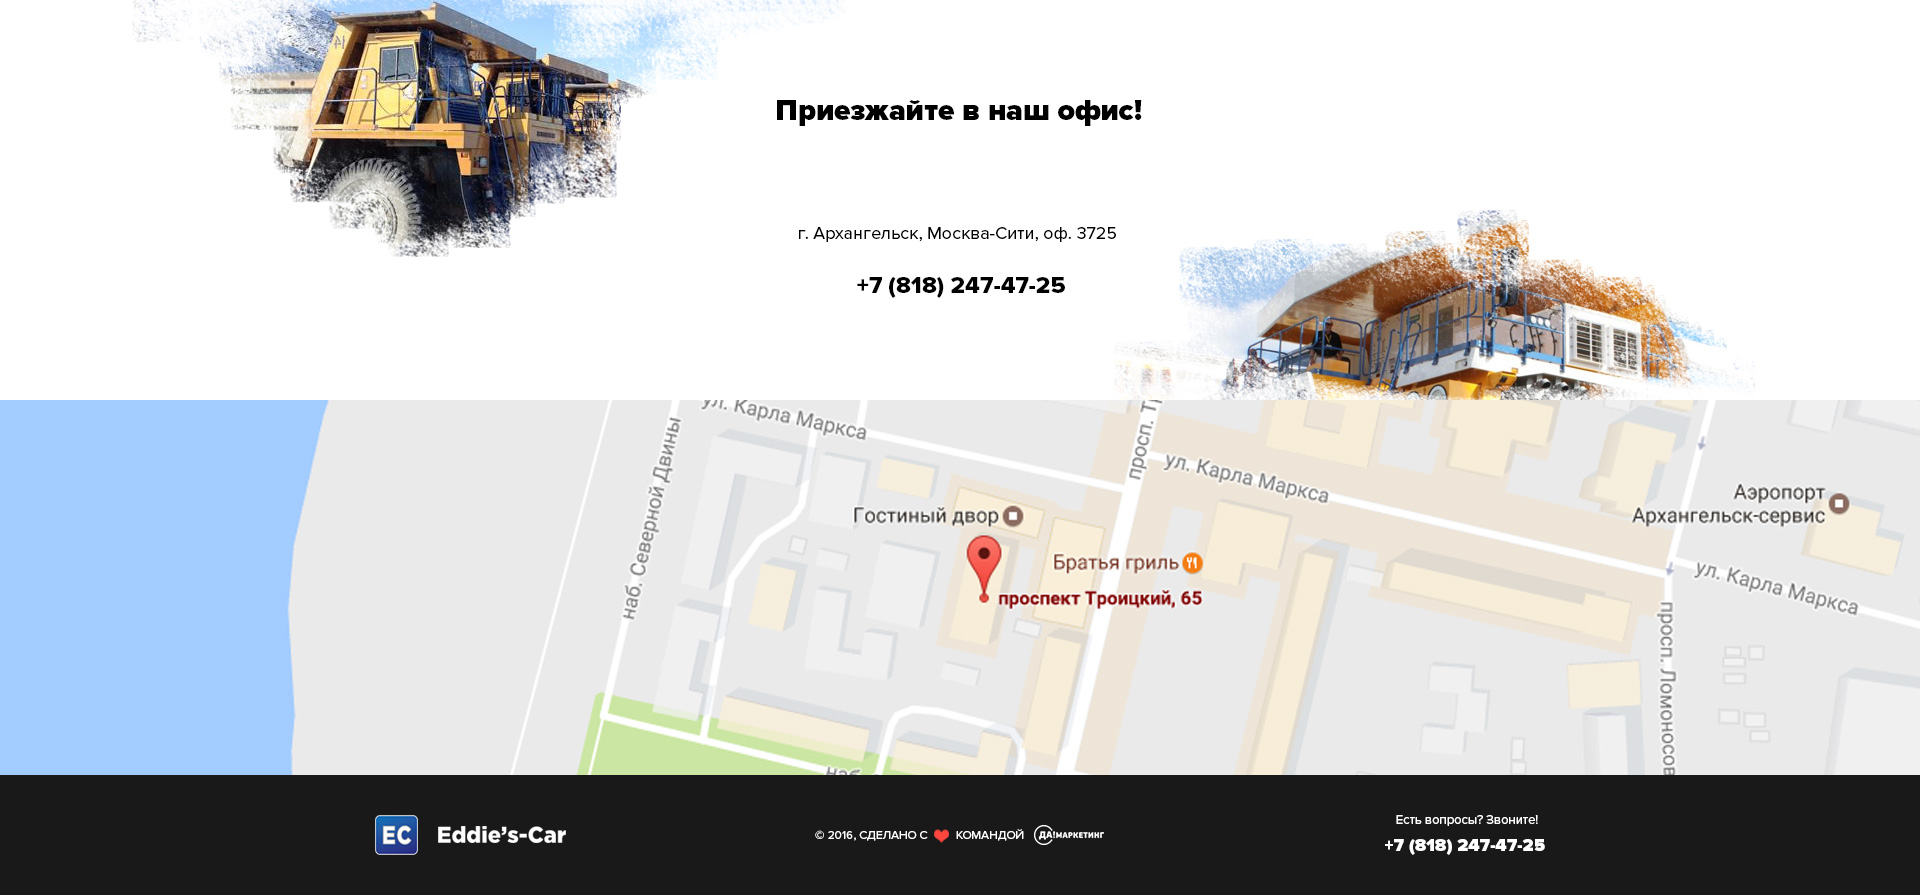 14
Приезжайте в наш офис!
г. Архангельск, Москва-Сити, оф. 3725
+7 (818) 247-47-25
ул. Карла Маркса
наб. Северной Двины
просп. Т
ул. Карла Маркса
Аэропорт
Архангельск-сервис
Гостиный двор
Братья гриль
проспект Троицкий, 65
ул. Карла Маркса
просп. Ломоносов
наб
EC
Eddie’s-Car
© 2016, СДЕЛАНО С ❤ КОМАНДОЙ ДА!МАРКЕТИНГ
Есть вопросы? Звоните!
+7 (818) 247-47-25